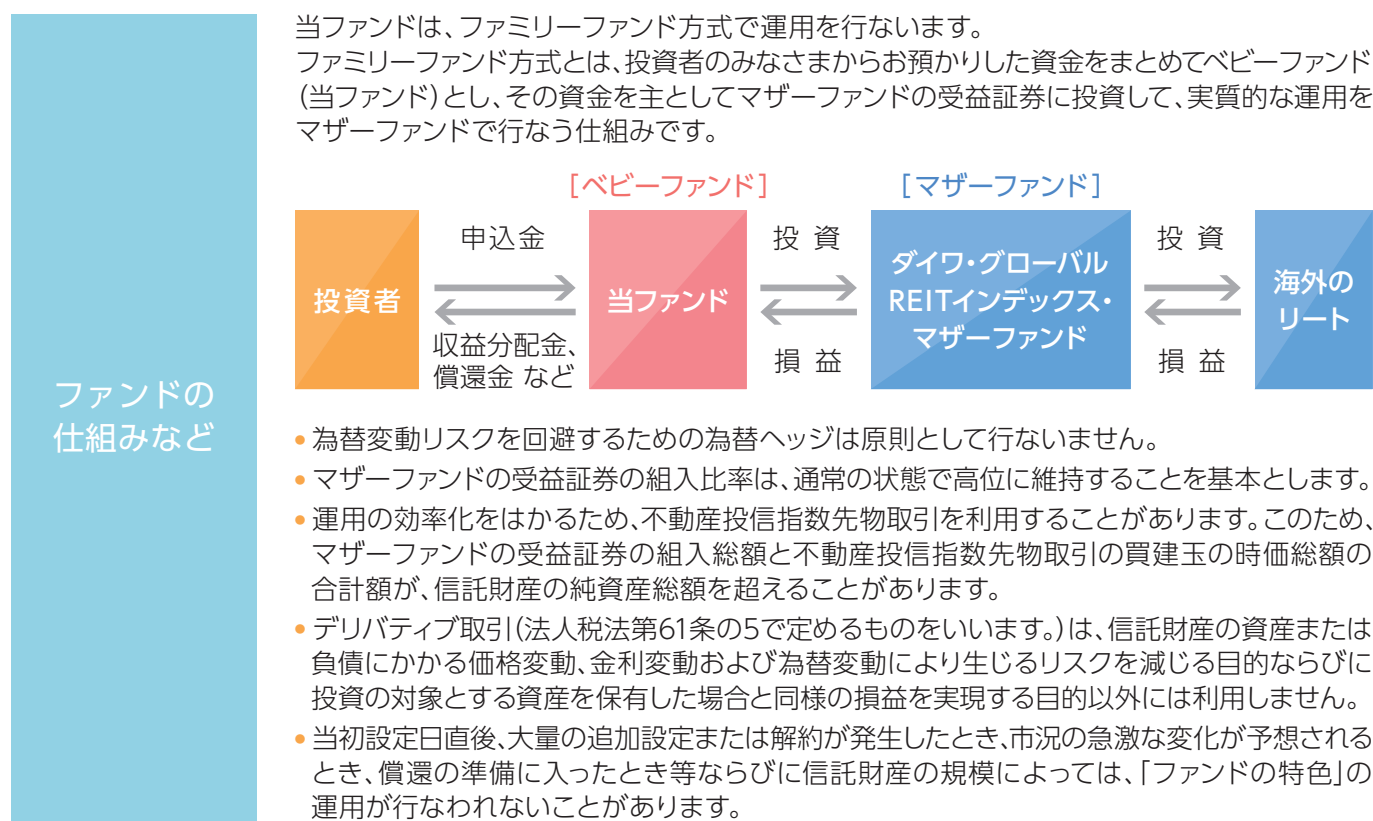 ファンドの
仕組みなど
当ファンドは、ファミリーファンド方式で運用を行ないます。
ファミリーファンド方式とは、投資者のみなさまからお預かりした資金をまとめてベビーファンド
(当ファンド)とし、その資金を主としてマザーファンドの受益証券に投資して、実質的な運用を
マザーファンドで行なう仕組みです。
[ベビーファンド]
[マザーファンド]
投資者
申込金
収益分配金、
償還金 など
当ファンド
投 資
損 益
ダイワ・グローバル
REITインデックス・
マザーファンド
投 資
損 益
海外の
リート
●為替変動リスクを回避するための為替ヘッジは原則として行ないません。
●マザーファンドの受益証券の組入比率は、通常の状態で高位に維持することを基本とします。
●運用の効率化をはかるため、不動産投信指数先物取引を利用することがあります。このため、
マザーファンドの受益証券の組入総額と不動産投信指数先物取引の買建玉の時価総額の
合計額が、信託財産の純資産総額を超えることがあります。
●デリバティブ取引(法人税法第61条の5で定めるものをいいます。)は、信託財産の資産または
負債にかかる価格変動、金利変動および為替変動により生じるリスクを減じる目的ならびに
投資の対象とする資産を保有した場合と同様の損益を実現する目的以外には利用しません。
●当初設定日直後、大量の追加設定または解約が発生したとき、市況の急激な変化が予想される
とき、償還の準備に入ったとき等ならびに信託財産の規模によっては、「ファンドの特色」の
運用が行なわれないことがあります。